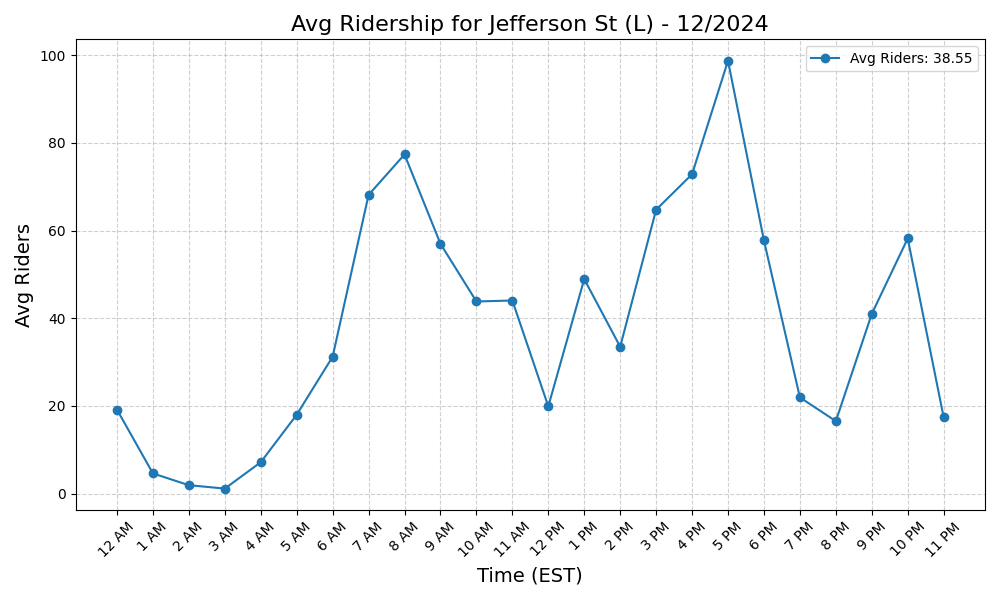 Avg Ridership for Jefferson St (L) - 12/2024
Avg Riders: 38.55
Avg Riders
100
80
60
40
20
0
12 AM
1 AM
2 AM
3 AM
4 AM
5 AM
6 AM
7 AM
8 AM
9 AM
10 AM
11 AM
12 PM
1 PM
2 PM
3 PM
4 PM
5 PM
6 PM
7 PM
8 PM
9 PM
10 PM
11 PM
Time (EST)